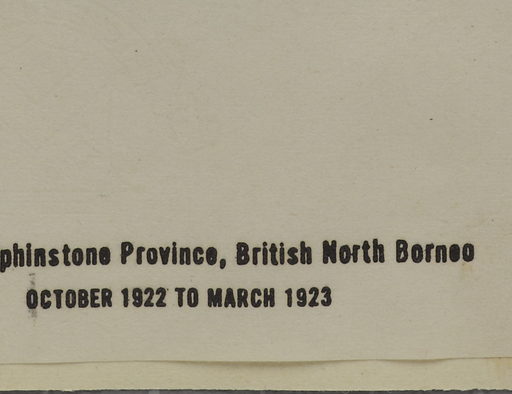 phinstone Province, British North Borneo
OCTOBER 1922 TO MARCH 1923